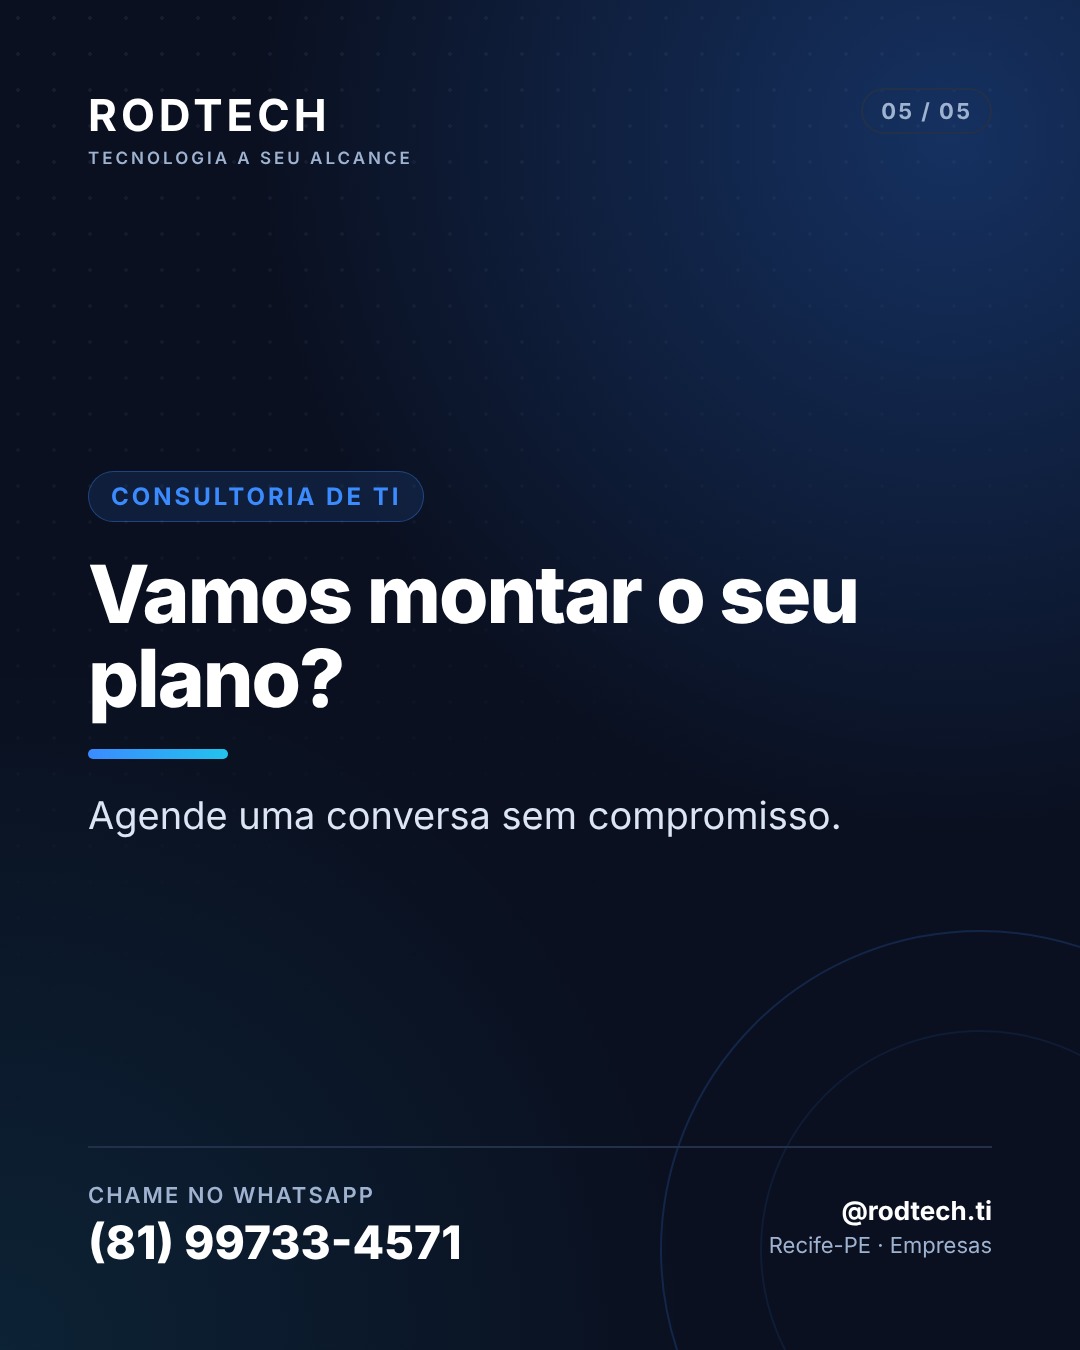 RODTECH
TECNOLOGIA A SEU ALCANCE
05 / 05
CONSULTORIA DE TI
Vamos montar o seu
plano?
Agende uma conversa sem compromisso.
CHAME NO WHATSAPP
(81) 99733-4571
@rodtech.ti
Recife-PE · Empresas